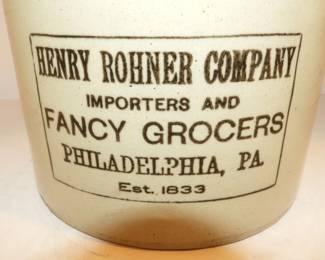 HENRY ROHNER COMPANY
IMPORTERS AND
FANCY GROCERS
PHILADELPHIA, PA.
Est. 1833